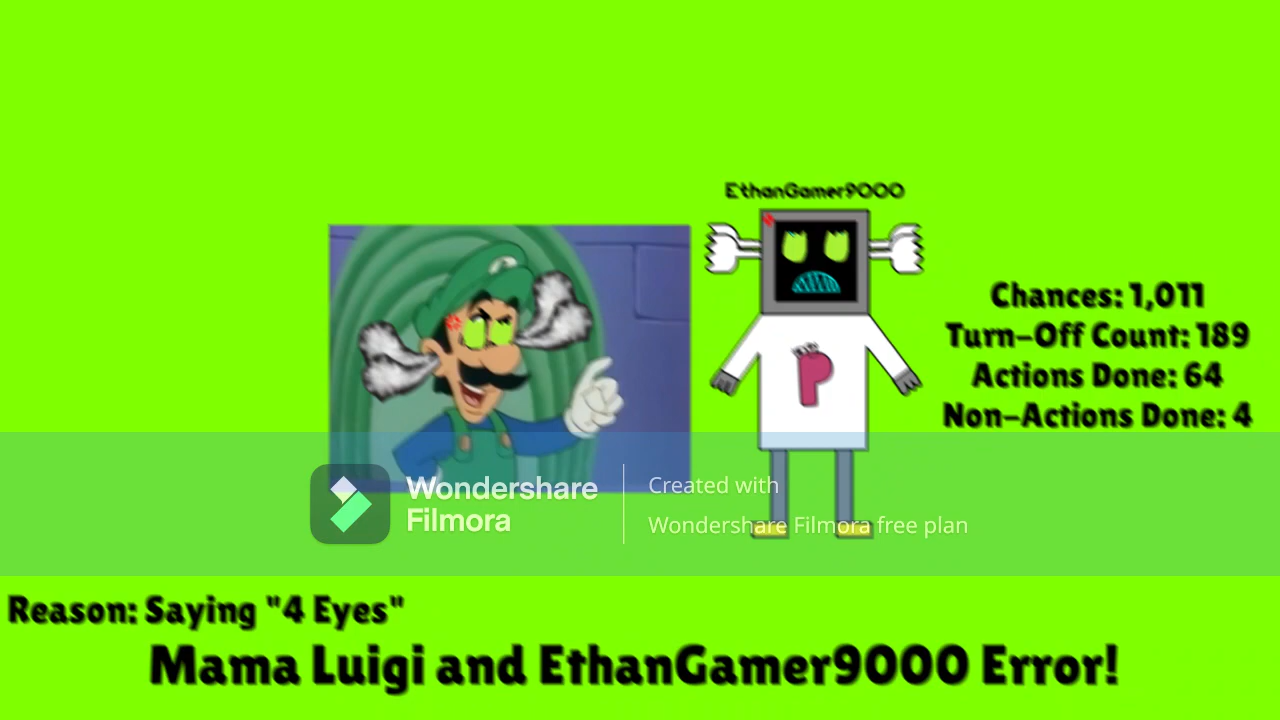 EthanGamer9000
Chances: 1,011
Turn-Off Count: 189
Actions Done: 64
Non-Actions Done: 4
P
Wondershare
Filmora
Created with
Wondershare Filmora free plan
Reason: Saying "4 Eyes"
Mama Luigi and EthanGamer9000 Error!